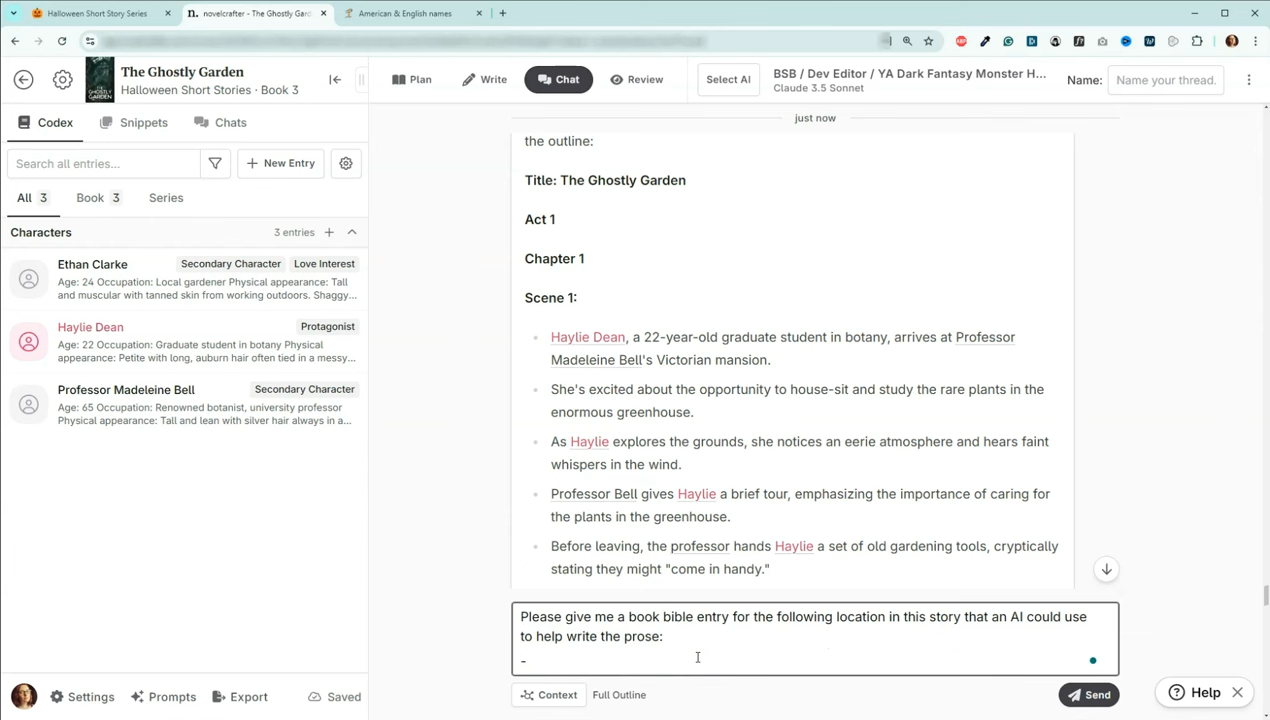 Halloween Short Story Series
novelcrafter - The Ghostly Gard
American & English names
The Ghostly Garden
Halloween Short Stories · Book 3
Plan
Write
Chat
Review
Select AI
BSB / Dev Editor / YA Dark Fantasy Monster H...
Claude 3.5 Sonnet
Name:
Name your thread.
Codex
Snippets
Chats
Search all entries...
+ New Entry
All 3
Book 3
Series
Characters
3 entries +
Ethan Clarke
Secondary Character
Love Interest
Age: 24 Occupation: Local gardener Physical appearance: Tall
and muscular with tanned skin from working outdoors. Shaggy...
Haylie Dean
Protagonist
Age: 22 Occupation: Graduate student in botany Physical
appearance: Petite with long, auburn hair often tied in a messy...
Professor Madeleine Bell
Secondary Character
Age: 65 Occupation: Renowned botanist, university professor
Physical appearance: Tall and lean with silver hair always in a...
Settings
Prompts
Export
Saved
just now
the outline:
Title: The Ghostly Garden
Act 1
Chapter 1
Scene 1:
Haylie Dean, a 22-year-old graduate student in botany, arrives at Professor
Madeleine Bell's Victorian mansion.
She's excited about the opportunity to house-sit and study the rare plants in the
enormous greenhouse.
As Haylie explores the grounds, she notices an eerie atmosphere and hears faint
whispers in the wind.
Professor Bell gives Haylie a brief tour, emphasizing the importance of caring for
the plants in the greenhouse.
Before leaving, the professor hands Haylie a set of old gardening tools, cryptically
stating they might "come in handy."
Please give me a book bible entry for the following location in this story that an AI could use
to help write the prose:
-
Context
Full Outline
Send
Help